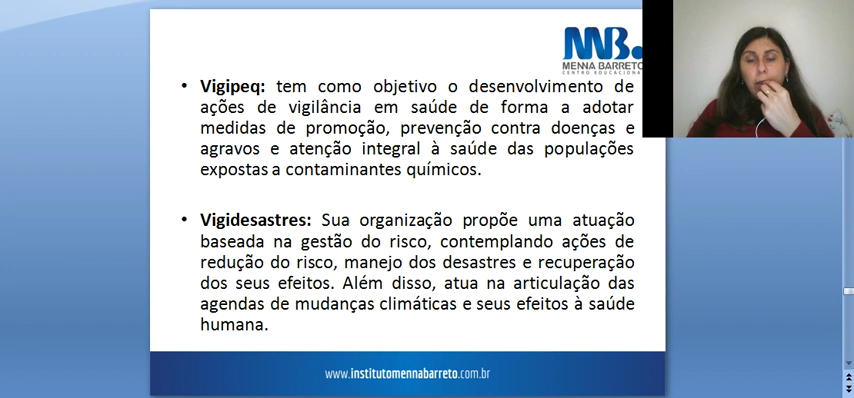 MB.
MENNA BARRETO
CENTRO EDUCACIONAL
• Vigipeq: tem como objetivo o desenvolvimento de
ações de vigilância em saúde de forma a adotar
medidas de promoção, prevenção contra doenças e
agravos e atenção integral à saúde das populações
expostas a contaminantes químicos.
• Vigidesastres: Sua organização propõe uma atuação
baseada na gestão do risco, contemplando ações de
redução do risco, manejo dos desastres e recuperação
dos seus efeitos. Além disso, atua na articulação das
agendas de mudanças climáticas e seus efeitos à saúde
humana.
www.institutomennabarreto.com.br